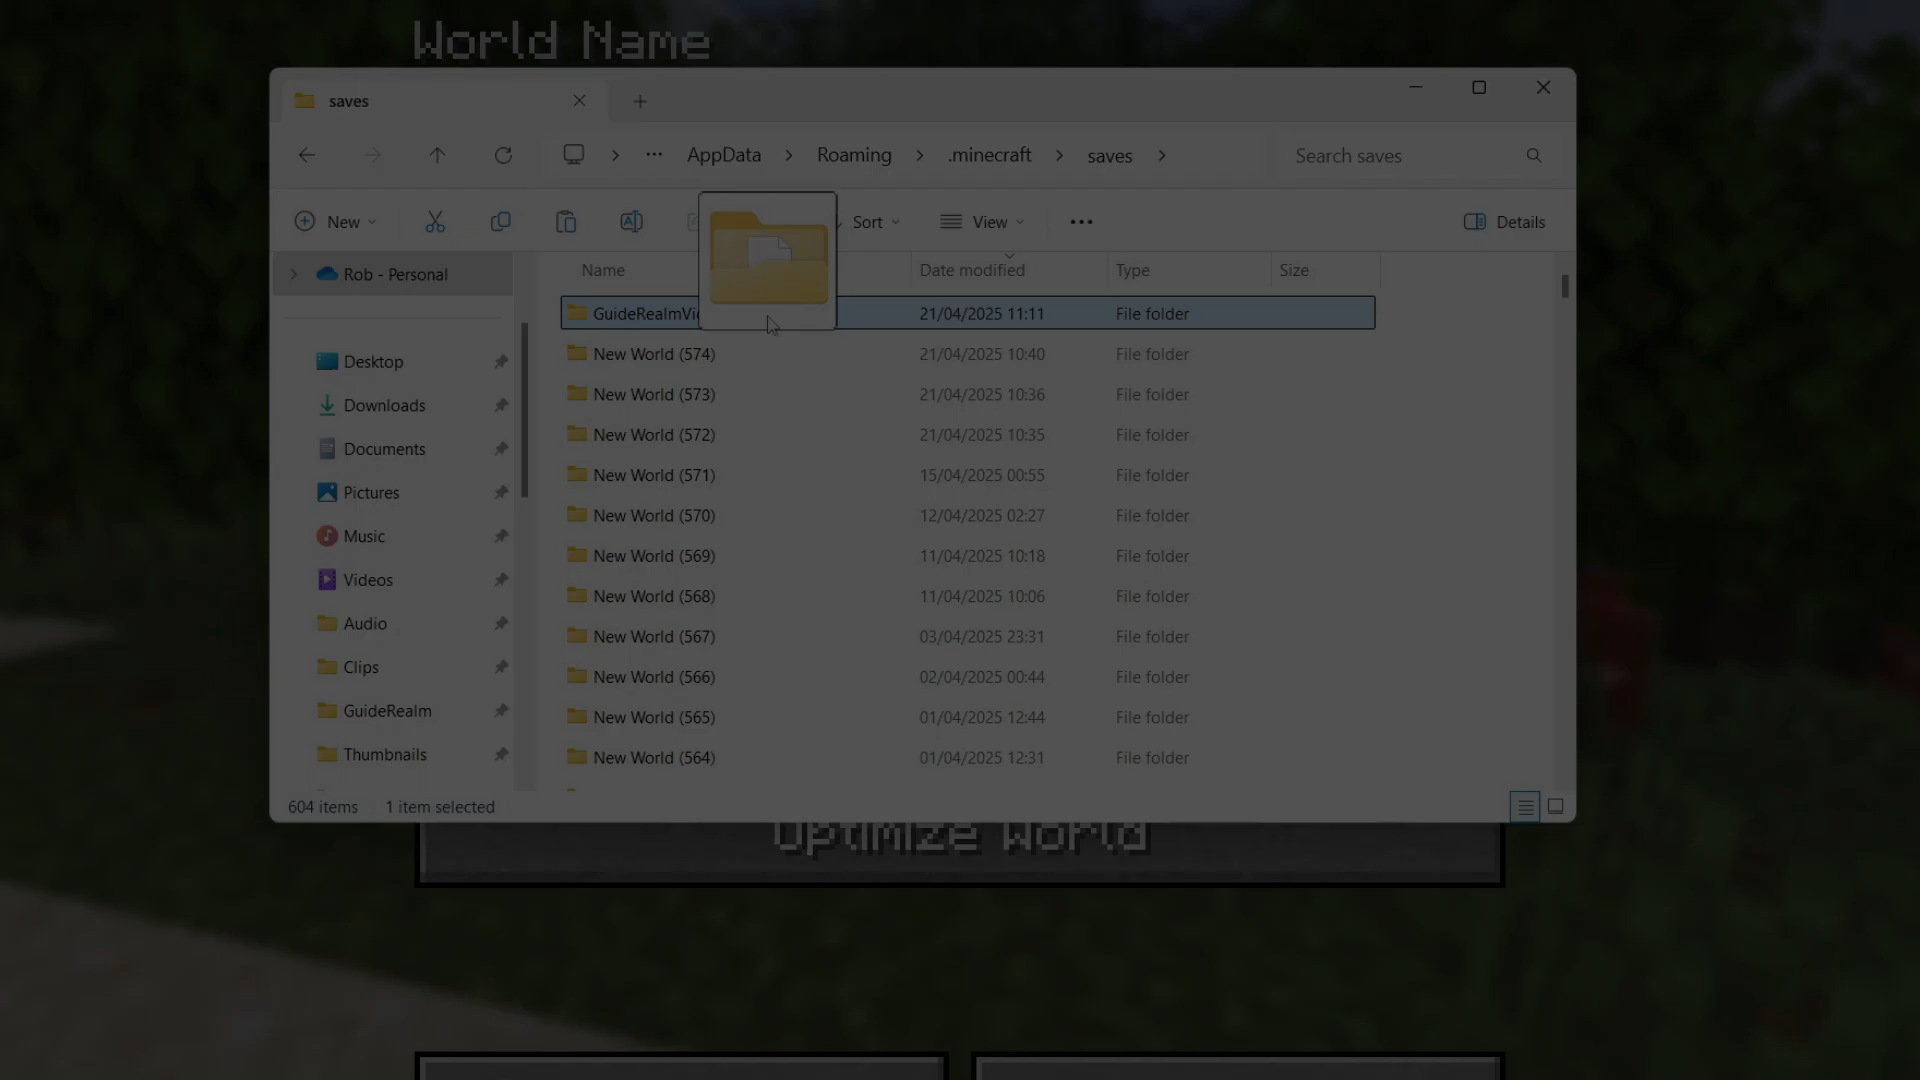 World Name
saves
AppData > Roaming > .minecraft > saves >
Search saves
New
Sort
View
Details
Rob - Personal
Desktop
Downloads
Documents
Pictures
Music
Videos
Audio
Clips
GuideRealm
Thumbnails
Name Date modified Type Size
21/04/2025 11:11 File folder
New World (574) 21/04/2025 10:40 File folder
New World (573) 21/04/2025 10:36 File folder
New World (572) 21/04/2025 10:35 File folder
New World (571) 15/04/2025 00:55 File folder
New World (570) 12/04/2025 02:27 File folder
New World (569) 11/04/2025 10:18 File folder
New World (568) 11/04/2025 10:06 File folder
New World (567) 03/04/2025 23:31 File folder
New World (566) 02/04/2025 00:44 File folder
New World (565) 01/04/2025 12:44 File folder
New World (564) 01/04/2025 12:31 File folder
604 items 1 item selected
Optimize World